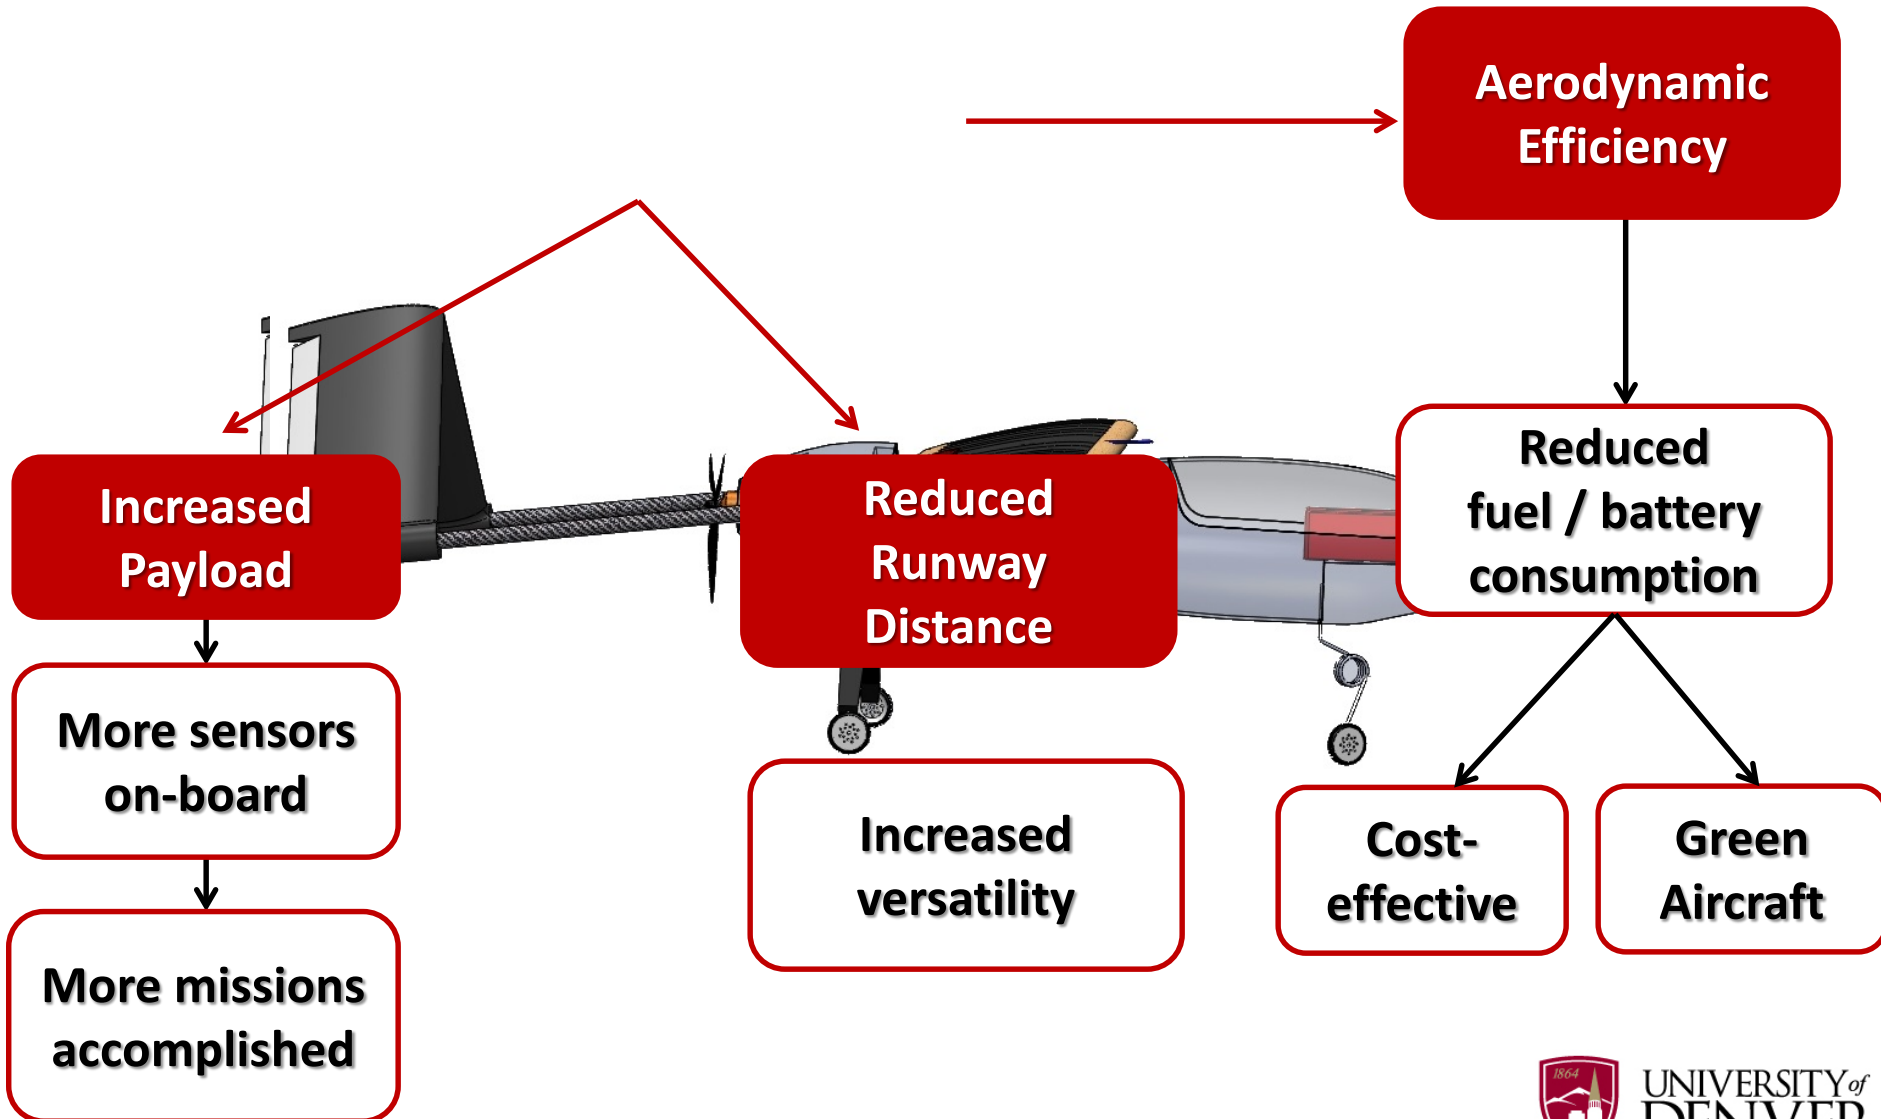 Aerodynamic
Efficiency
Increased
Payload
Reduced
Runway
Distance
Reduced
fuel / battery
consumption
More sensors
on-board
Increased
versatility
Cost-
effective
Green
Aircraft
More missions
accomplished
1864
UNIVERSITY of
DENVER